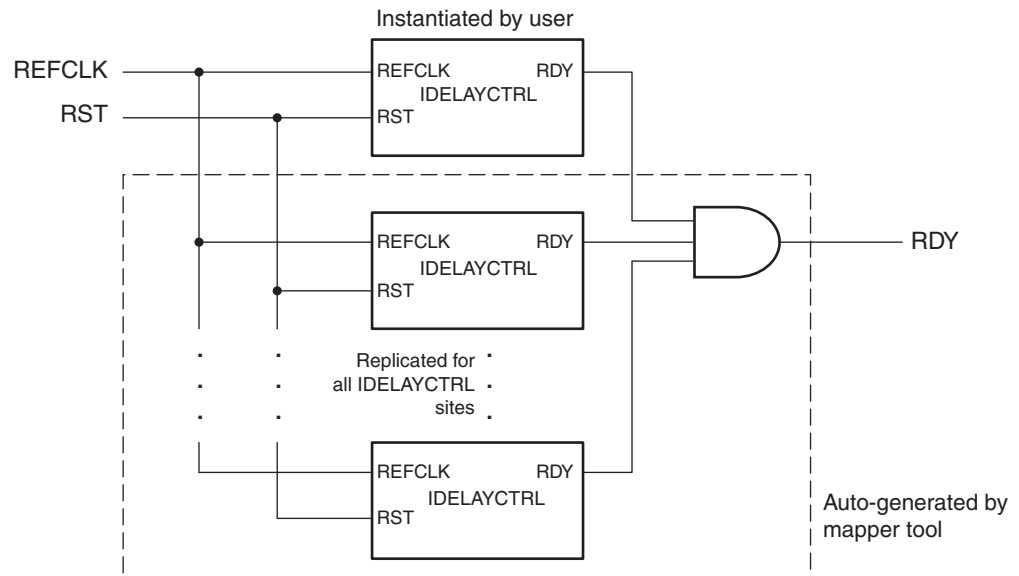 Instantiated by user
REFCLK
REFCLK RDY
IDELAYCTRL
RST
RST
REFCLK RDY
IDELAYCTRL
RST
RDY
Replicated for
all IDELAYCTRL
sites
REFCLK RDY
IDELAYCTRL
RST
Auto-generated by
mapper tool